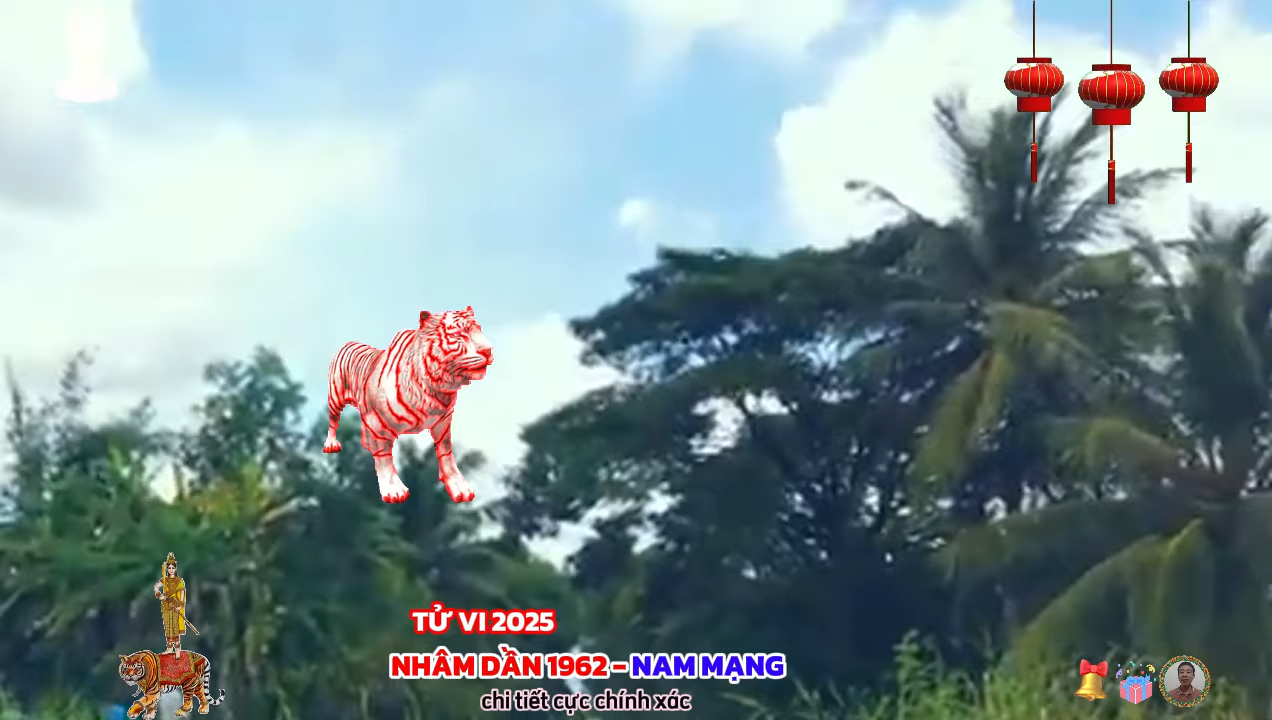 TỬ VI 2025
NHÂM DẦN 1962 – NAM MẠNG
chi tiết cực chính xác